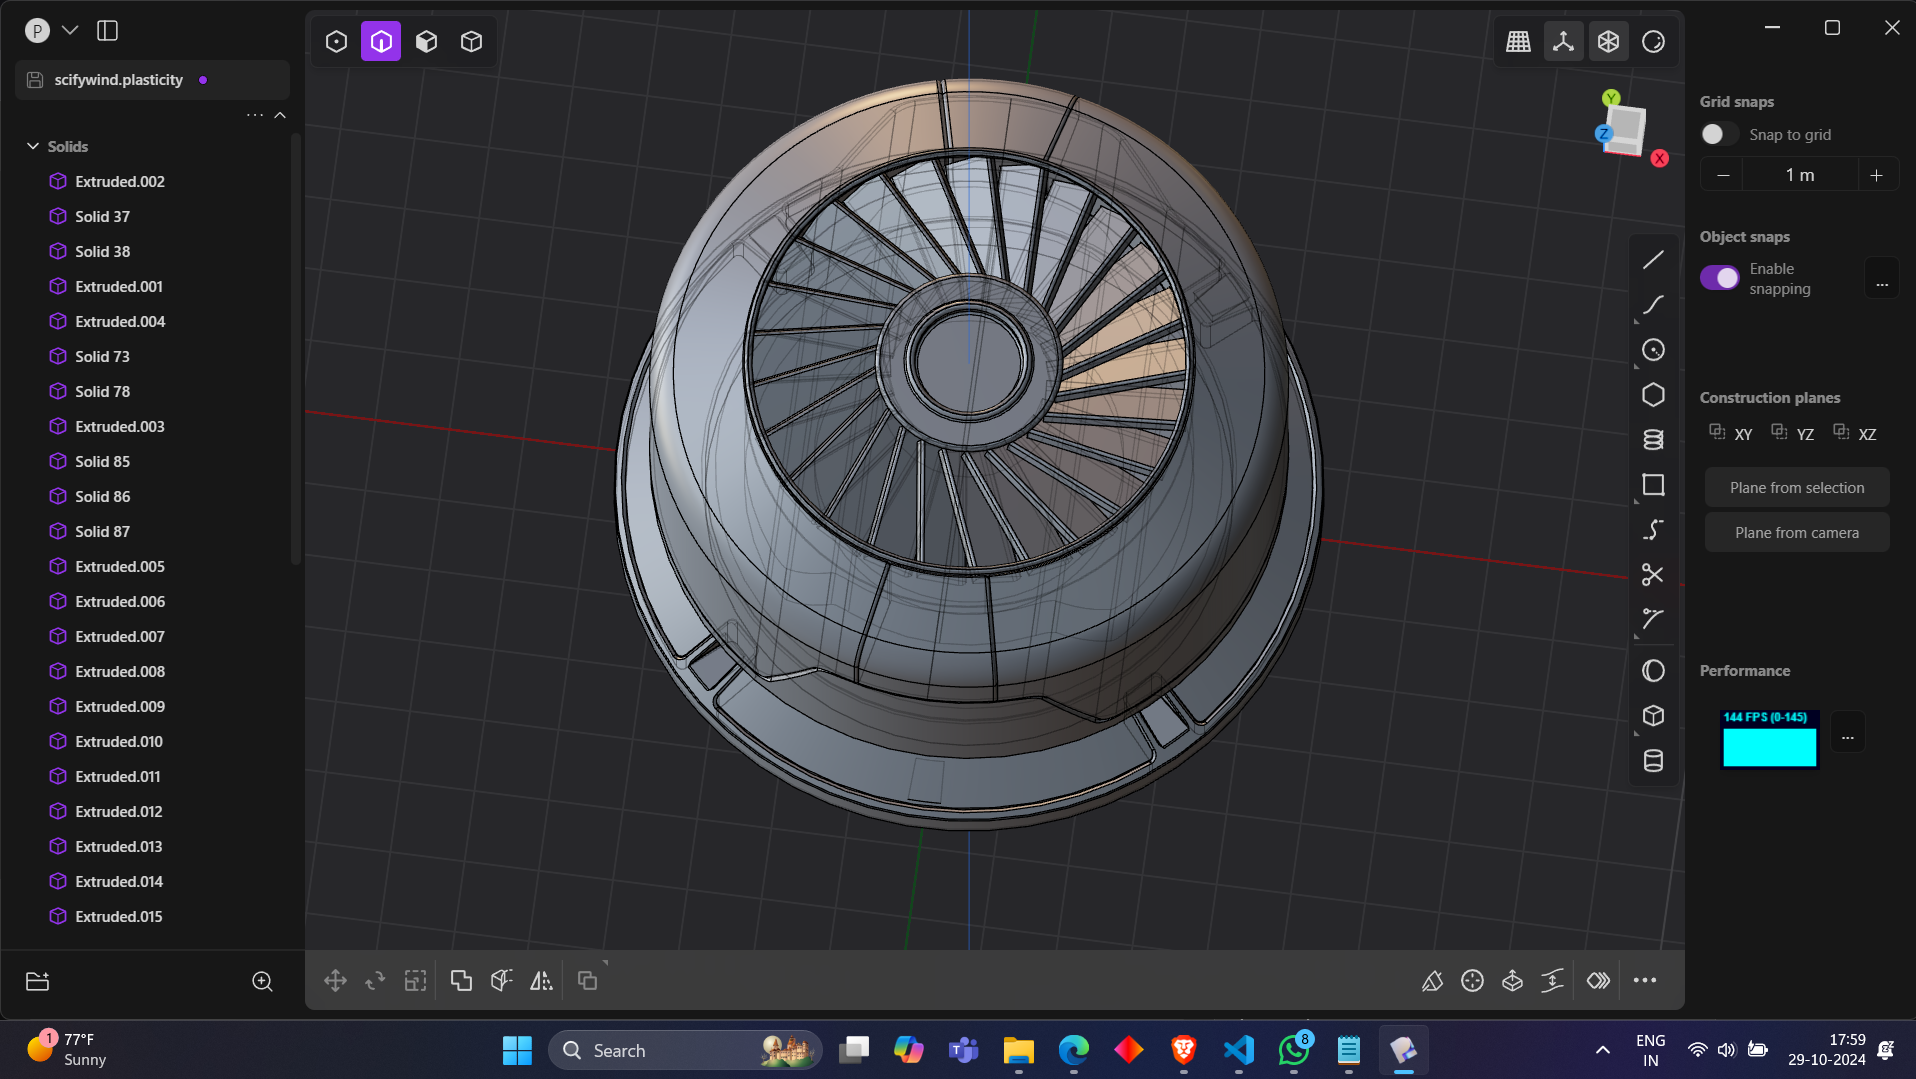 P
scifywind.plasticity
Solids
Extruded.002
Solid 37
Solid 38
Extruded.001
Extruded.004
Solid 73
Solid 78
Extruded.003
Solid 85
Solid 86
Solid 87
Extruded.005
Extruded.006
Extruded.007
Extruded.008
Extruded.009
Extruded.010
Extruded.011
Extruded.012
Extruded.013
Extruded.014
Extruded.015
Y
Z
X
Grid snaps
Snap to grid
1 m
Object snaps
Enable
snapping
...
Construction planes
XY YZ XZ
Plane from selection
Plane from camera
Performance
144 FPS (0-145)
...
1
77°F
Sunny
Search
8
ENG
IN
17:59
29-10-2024